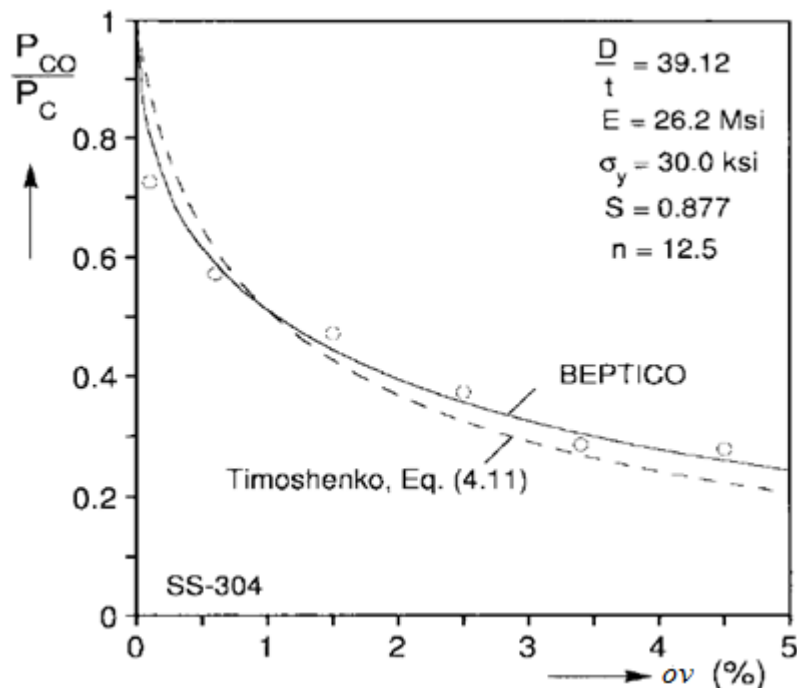 1
P_CO
P_C
0.8
0.6
0.4
0.2
0
D/t = 39.12
E = 26.2 Msi
σ_y = 30.0 ksi
S = 0.877
n = 12.5
BEPTICO
Timoshenko, Eq. (4.11)
SS-304
0 1 2 3 4 5
ov (%)